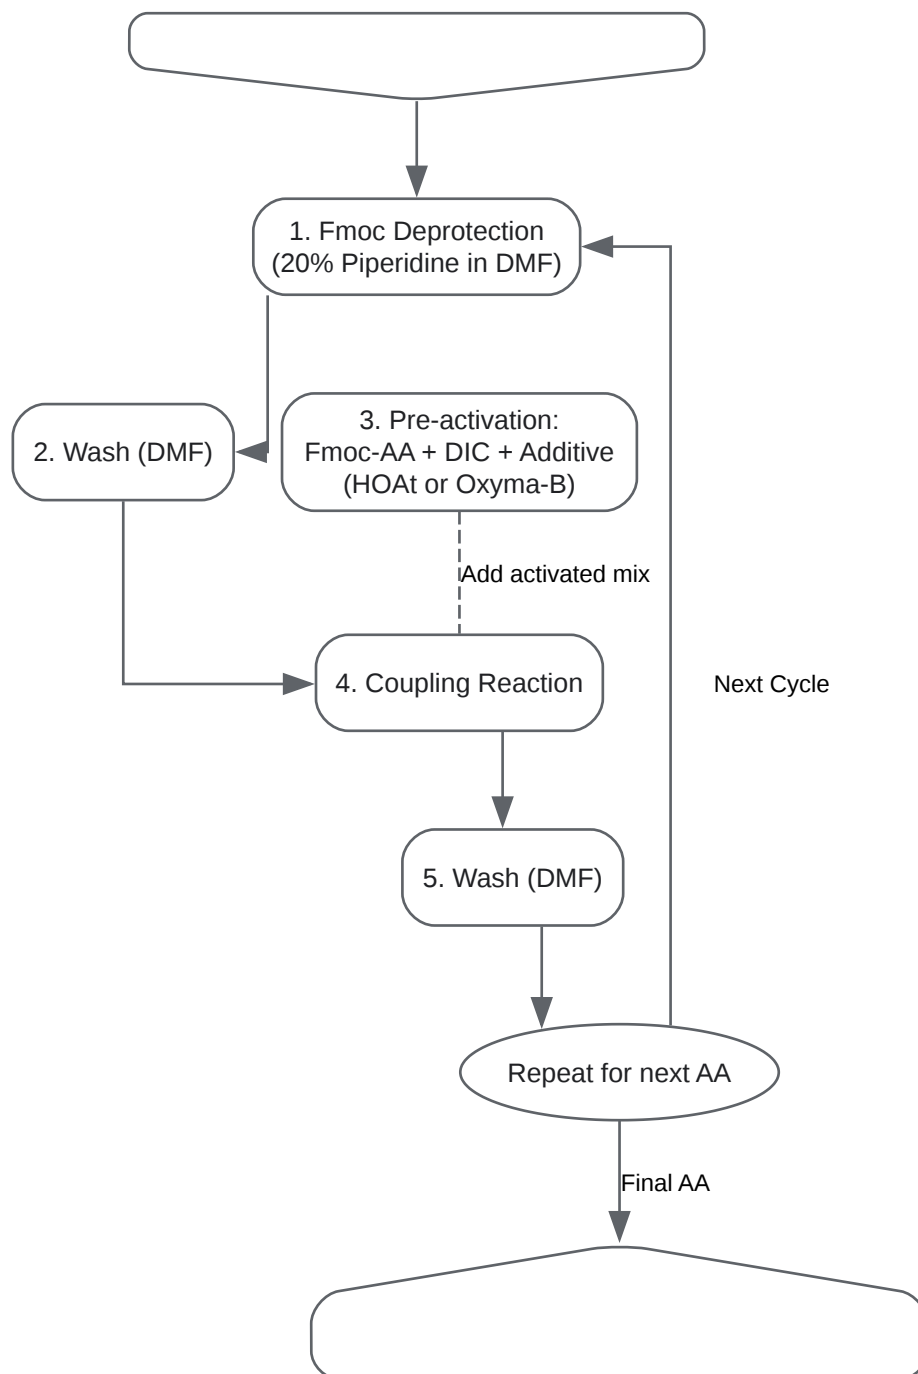 1. Fmoc Deprotection
(20% Piperidine in DMF)
2. Wash (DMF)
3. Pre-activation:
Fmoc-AA + DIC + Additive
(HOAt or Oxyma-B)
Add activated mix
4. Coupling Reaction
Next Cycle
5. Wash (DMF)
Repeat for next AA
Final AA